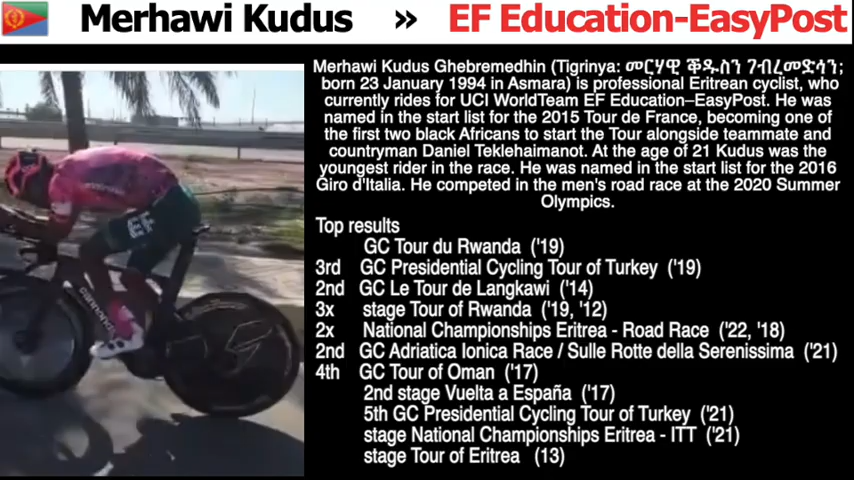 Merhawi Kudus » EF Education-EasyPost
Merhawi Kudus Ghebremedhin (Tigrinya: መርሃዊ ቅዱስን ገብረመድኅን;
born 23 January 1994 in Asmara) is professional Eritrean cyclist, who
currently rides for UCI WorldTeam EF Education–EasyPost. He was
named in the start list for the 2015 Tour de France, becoming one of
the first two black Africans to start the Tour alongside teammate and
countryman Daniel Teklehaimanot. At the age of 21 Kudus was the
youngest rider in the race. He was named in the start list for the 2016
Giro d'Italia. He competed in the men's road race at the 2020 Summer
Olympics.
Top results
GC Tour du Rwanda ('19)
3rd GC Presidential Cycling Tour of Turkey ('19)
2nd GC Le Tour de Langkawi ('14)
3x stage Tour of Rwanda ('19, '12)
2x National Championships Eritrea - Road Race ('22, '18)
2nd GC Adriatica Ionica Race / Sulle Rotte della Serenissima ('21)
4th GC Tour of Oman ('17)
2nd stage Vuelta a España ('17)
5th GC Presidential Cycling Tour of Turkey ('21)
stage National Championships Eritrea - ITT ('21)
stage Tour of Eritrea (13)
EF
cannondale